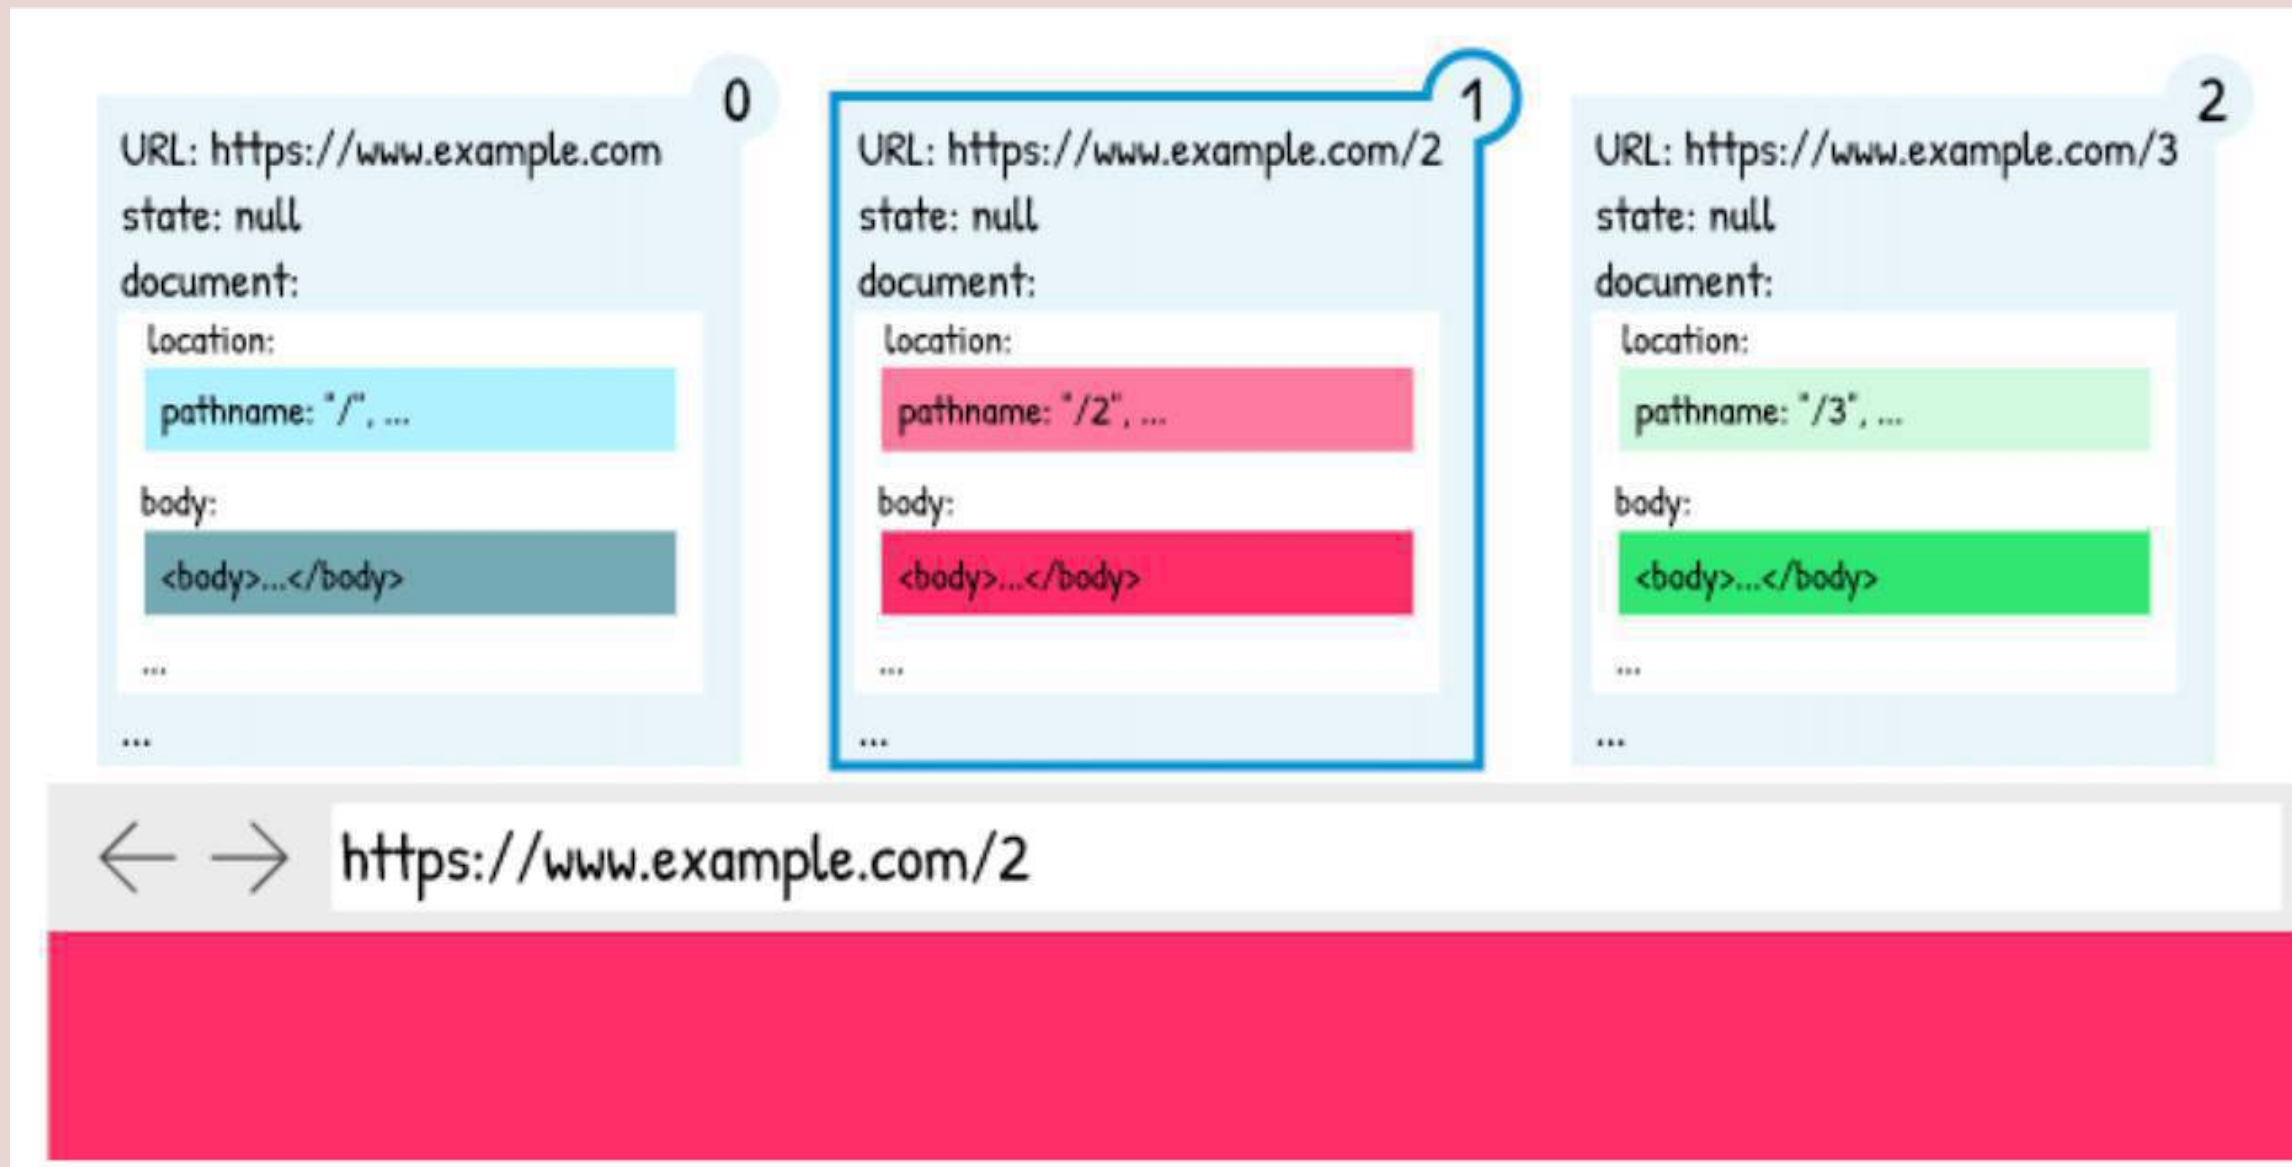 0
URL: https://www.example.com
state: null
document:
location:
pathname: "/", ...
body:
<body>...</body>
...
...
1
URL: https://www.example.com/2
state: null
document:
location:
pathname: "/2", ...
body:
<body>...</body>
...
...
2
URL: https://www.example.com/3
state: null
document:
location:
pathname: "/3", ...
body:
<body>...</body>
...
...
https://www.example.com/2